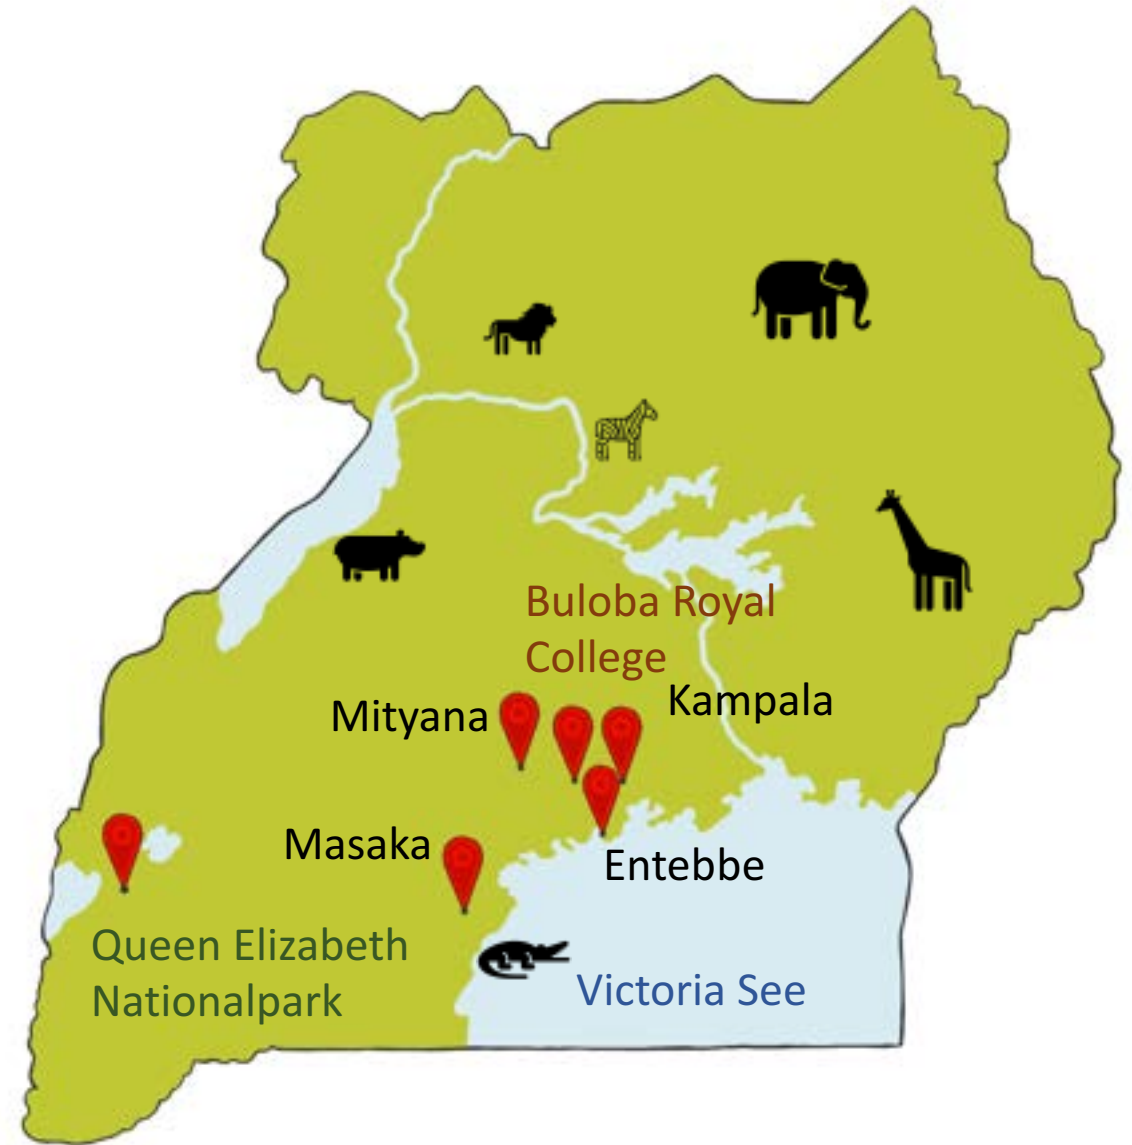 Buloba Royal
College
Kampala
Mityana
Masaka
Entebbe
Queen Elizabeth
Nationalpark
Victoria See